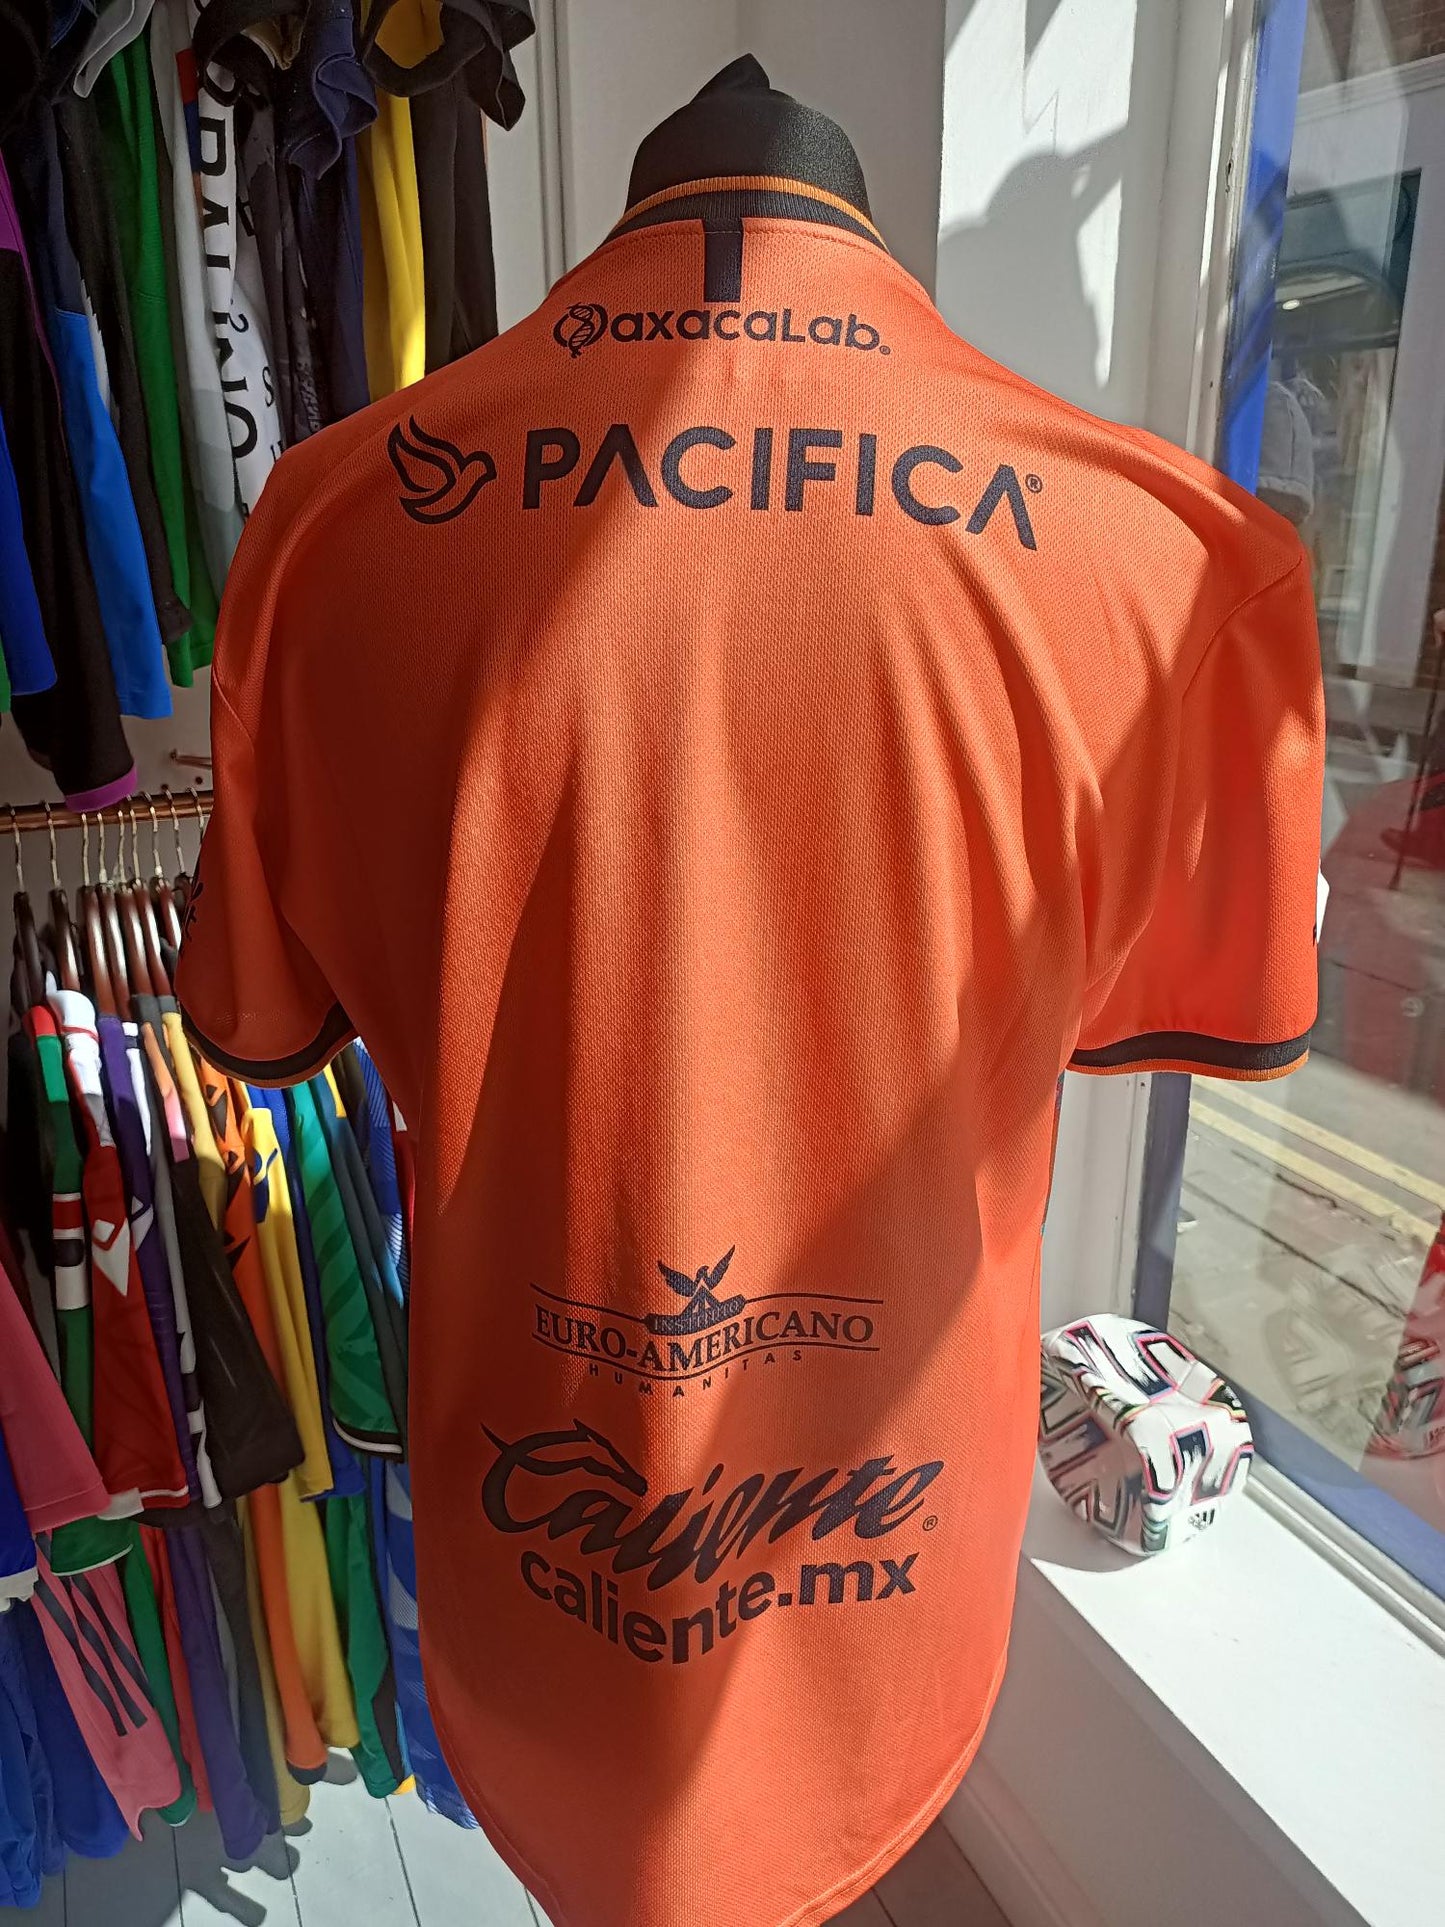 OaxacaLab.®
PACIFICA®
INSTITUTO
EURO-AMERICANO
HUMANITAS
Caliente®
caliente.mx